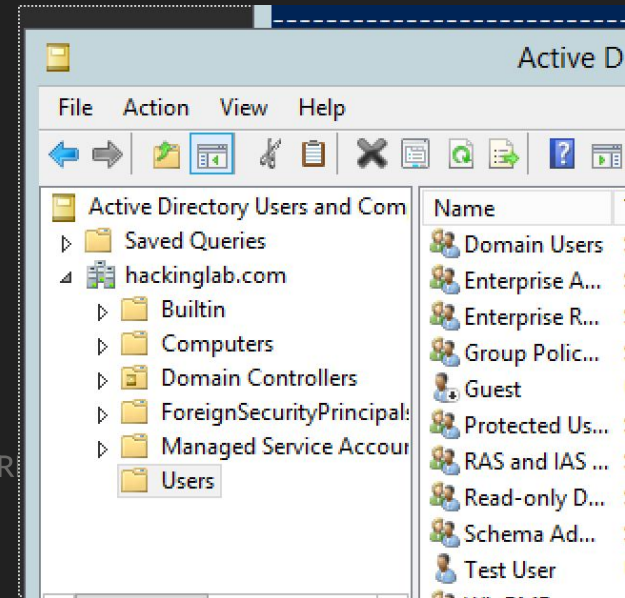 Active D
File Action View Help
Active Directory Users and Com
Saved Queries
hackinglab.com
Builtin
Computers
Domain Controllers
ForeignSecurityPrincipals
Managed Service Accour
Users
Name
Domain Users
Enterprise A...
Enterprise R...
Group Polic...
Guest
Protected Us...
RAS and IAS ...
Read-only D...
Schema Ad...
Test User